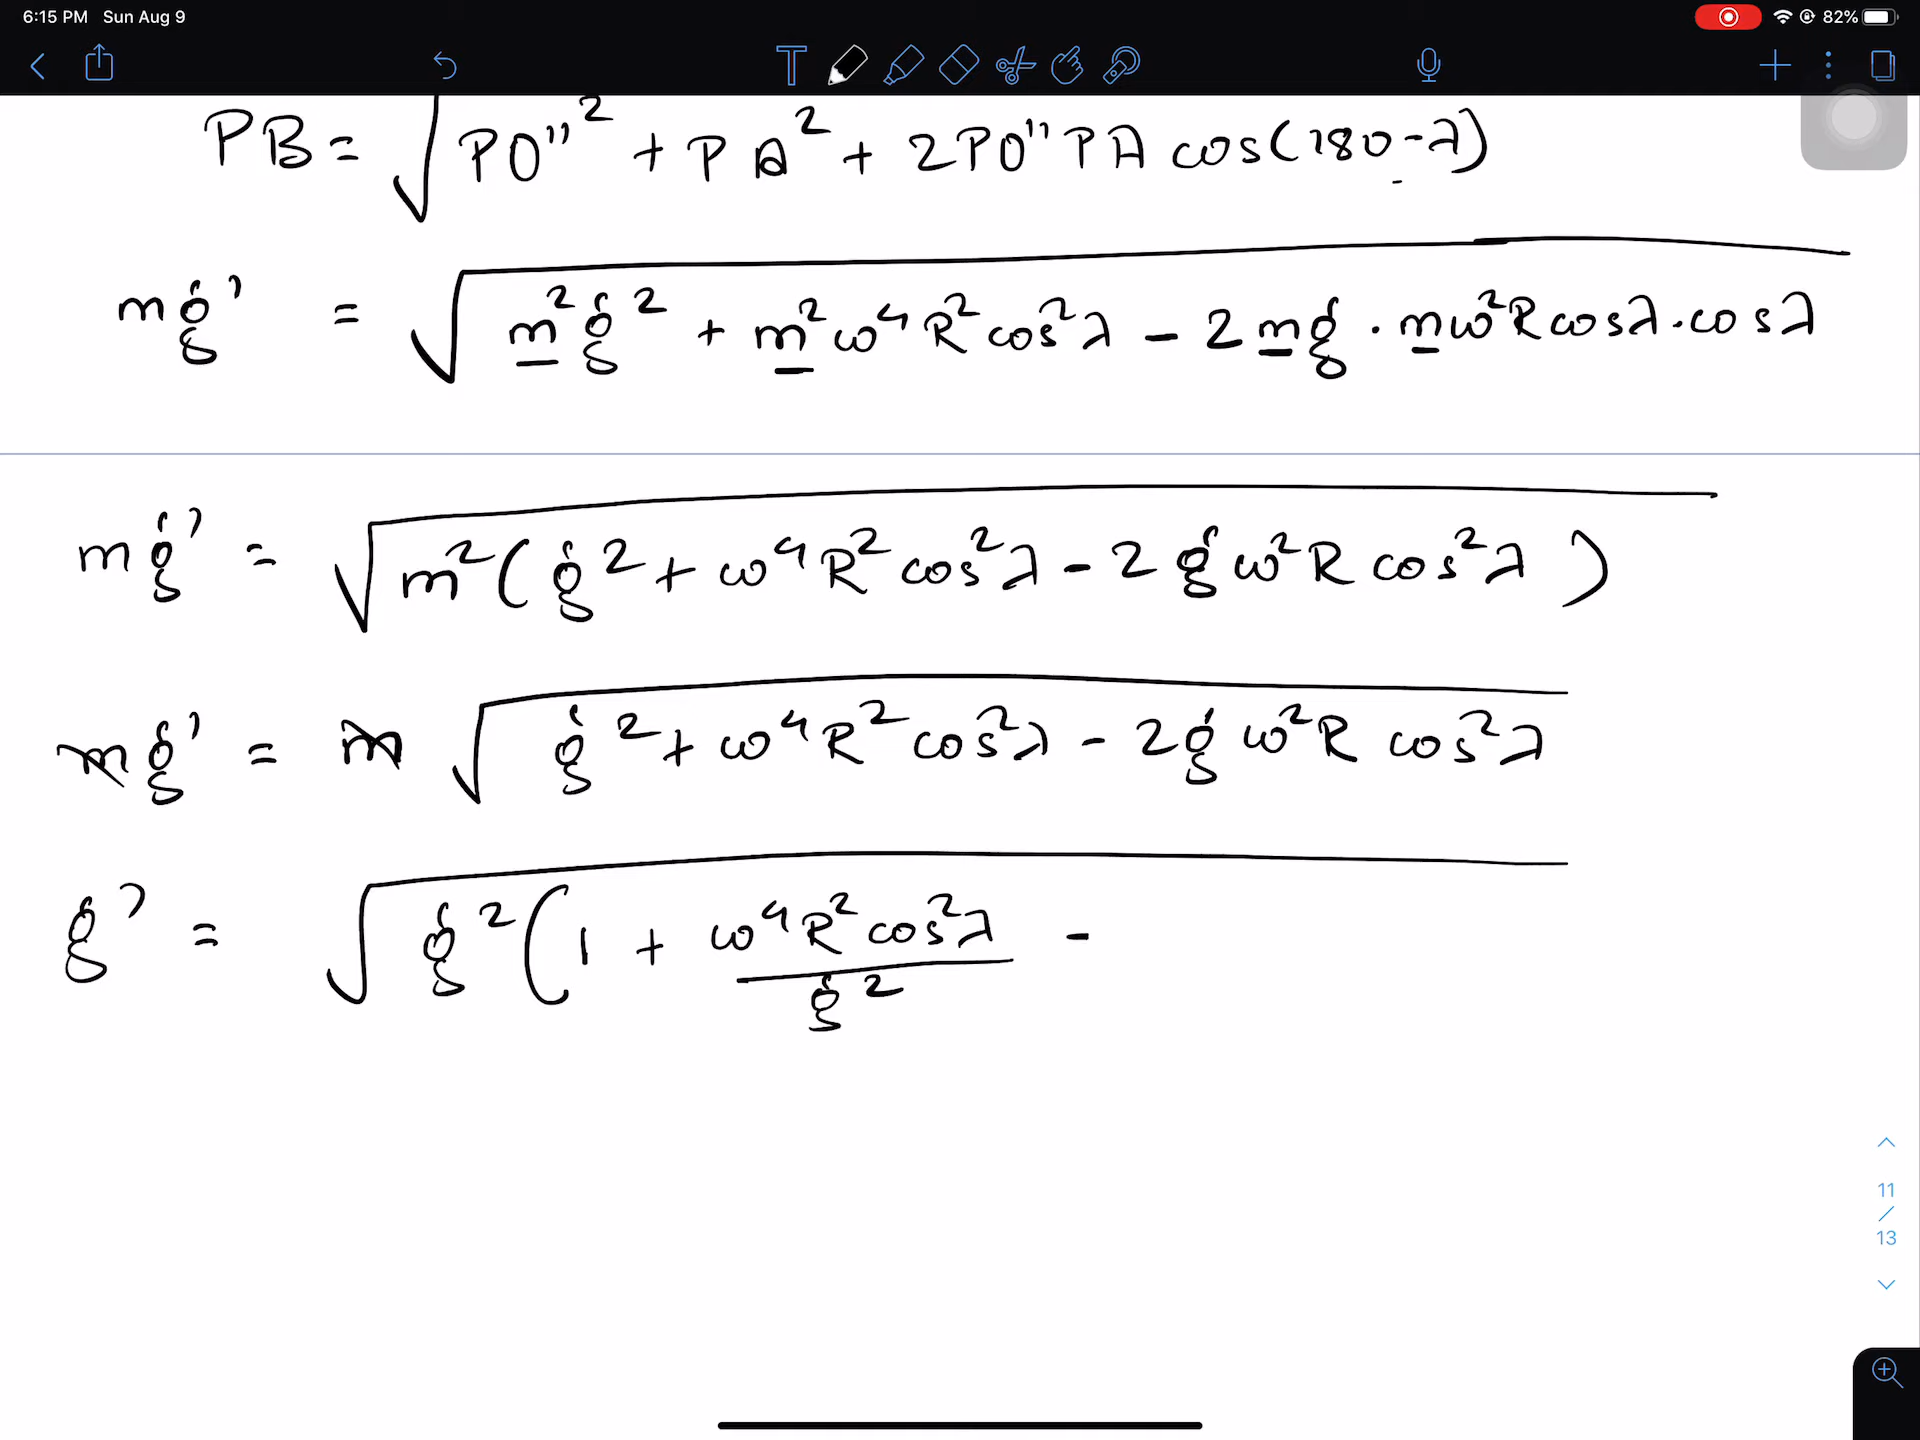 6:15 PM Sun Aug 9 82%
T
PB = √PO''² + PA² + 2PO'' PA cos(180-λ)
mg' = √m²g² + m²ω⁴R²cos²λ - 2mg · mω²Rcosλ.cosλ
mg' = √m²(g² + ω⁴R²cos²λ - 2gω²R cos²λ)
mg' = m √g² + ω⁴R²cos²λ - 2gω²R cos²λ
g' = √g²(1 + ω⁴R²cos²λ/g² -
11
/
13